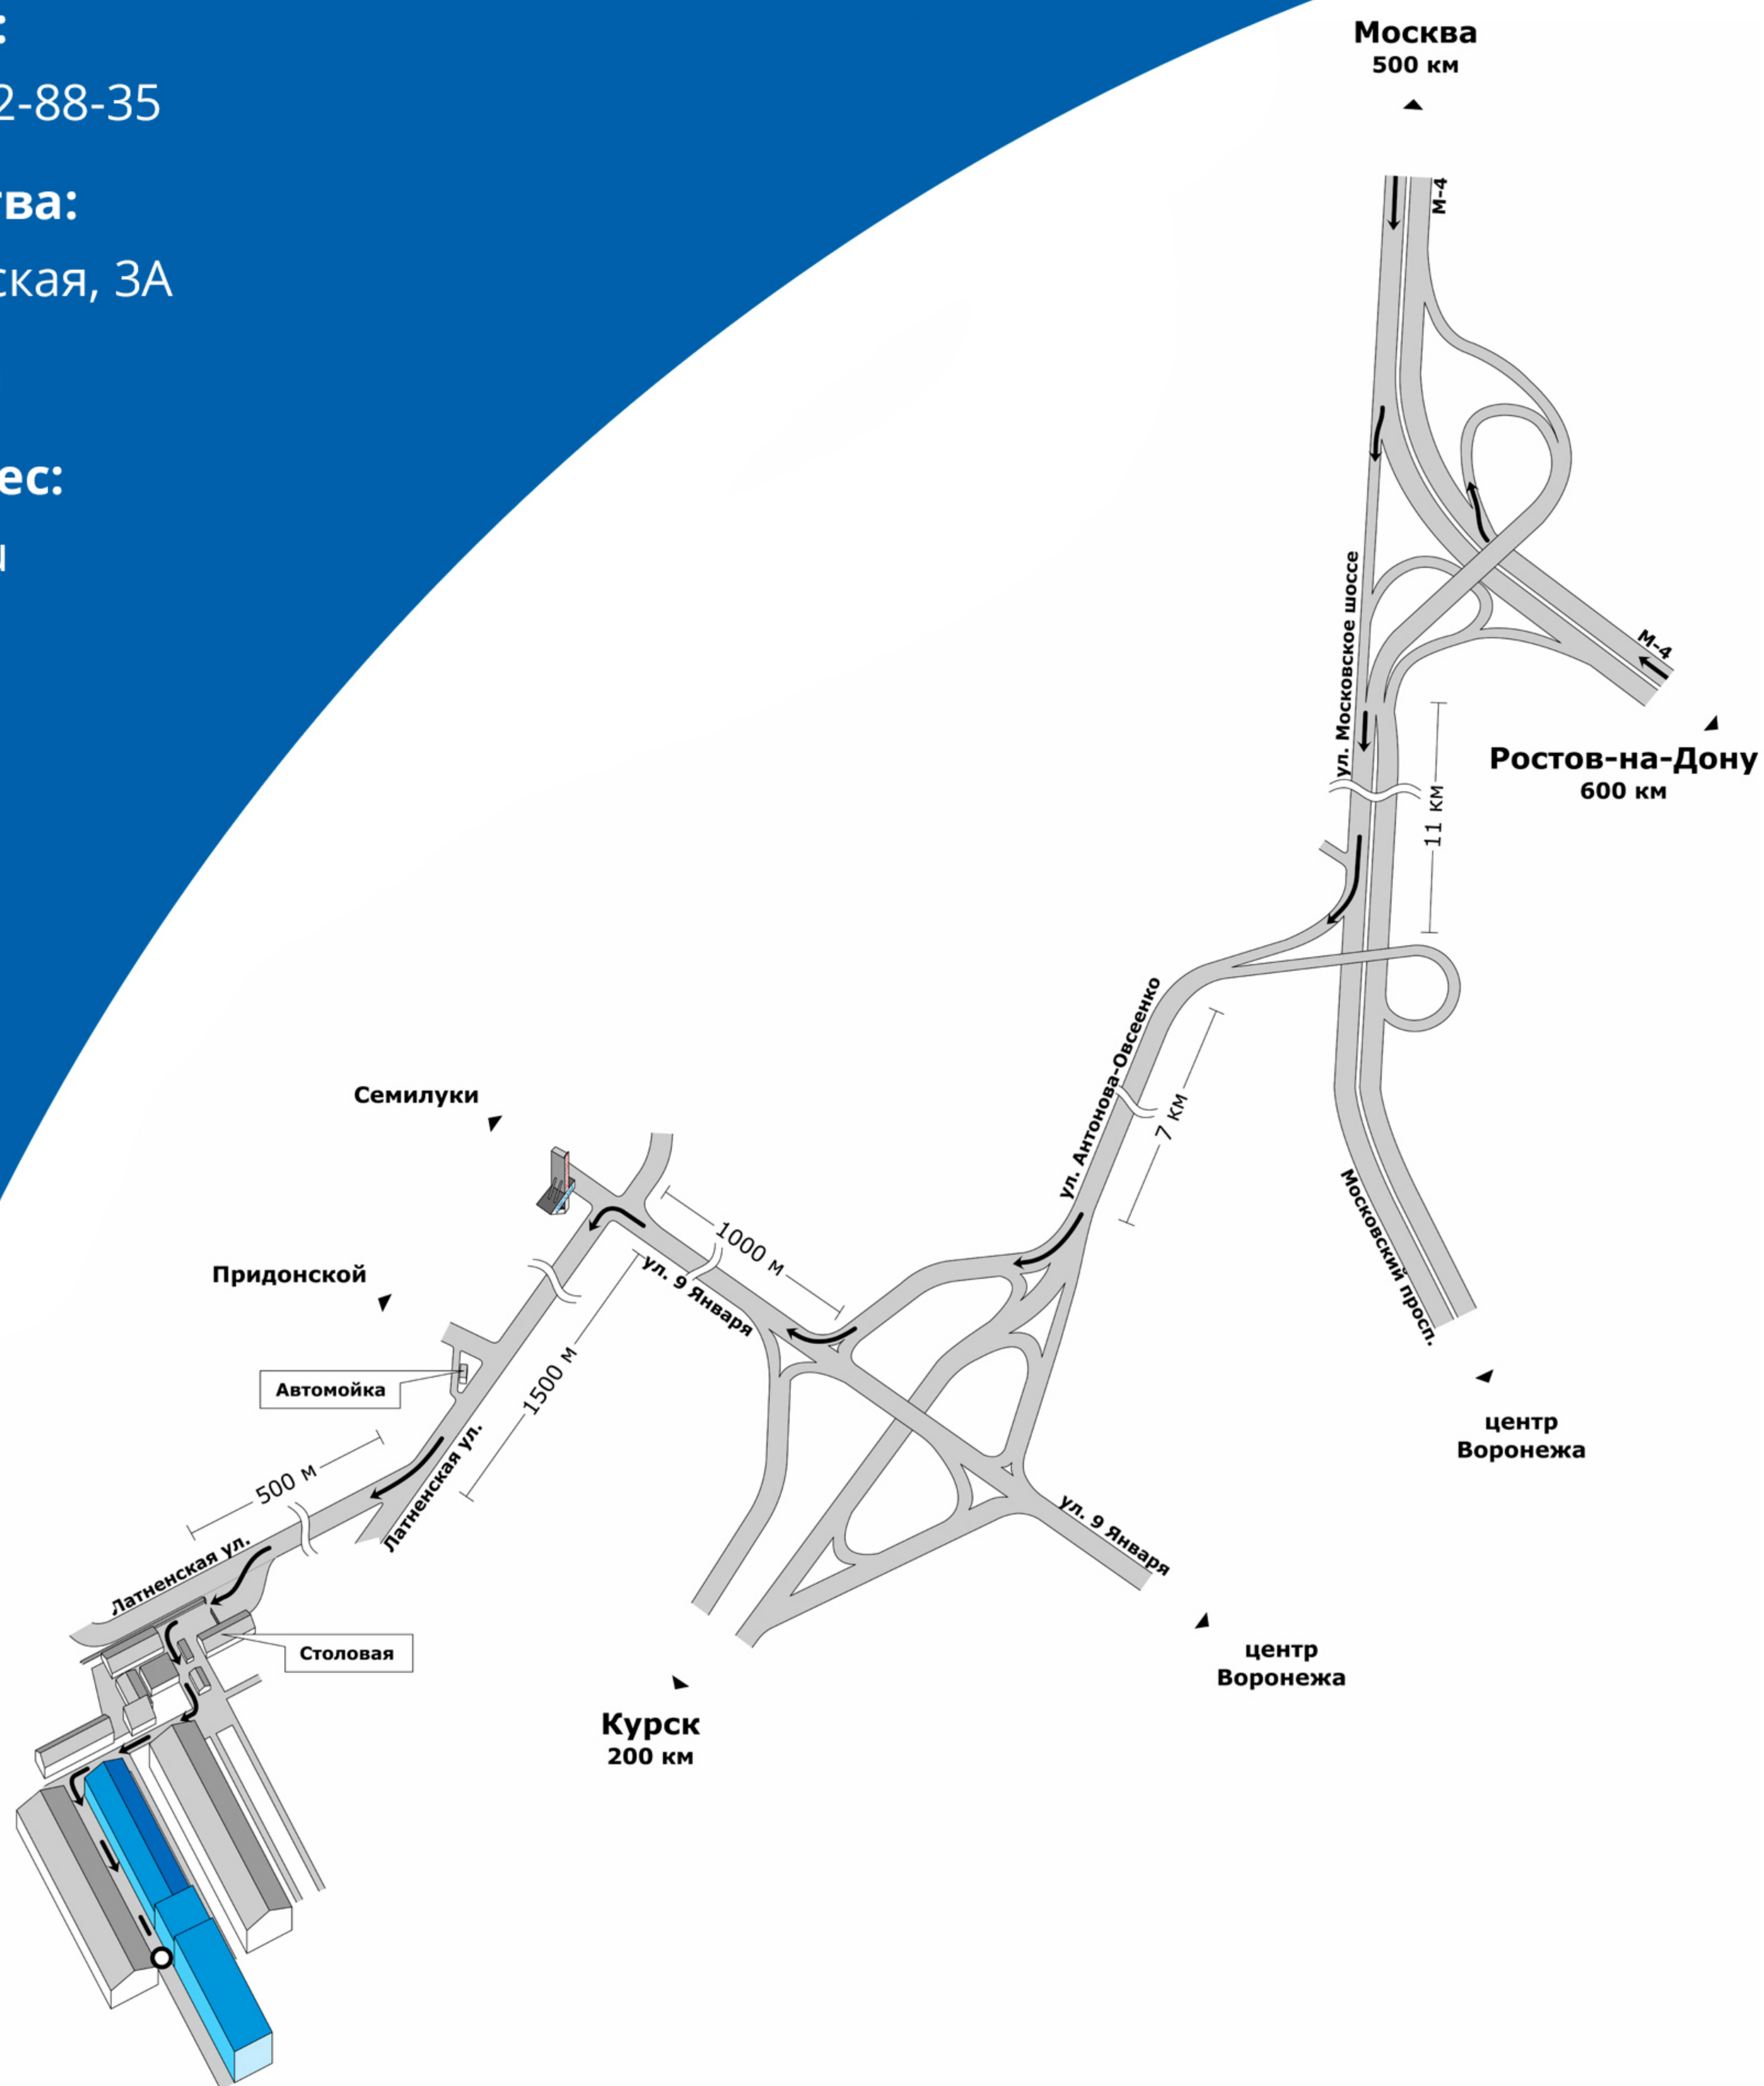 :
2-88-35
тва:
ская, 3А
ес:
Москва
500 км
М-4
ул. Московское шоссе
М-4
Ростов-на-Дону
600 км
11 км
ул. Антонова-Овсеенко
7 км
Семилуки
1000 м
ул. 9 Января
Московский просп.
Придонской
Автомойка
1500 м
центр
Воронежа
500 м
Латненская ул.
Латненская ул.
ул. 9 Января
Столовая
центр
Воронежа
Курск
200 км